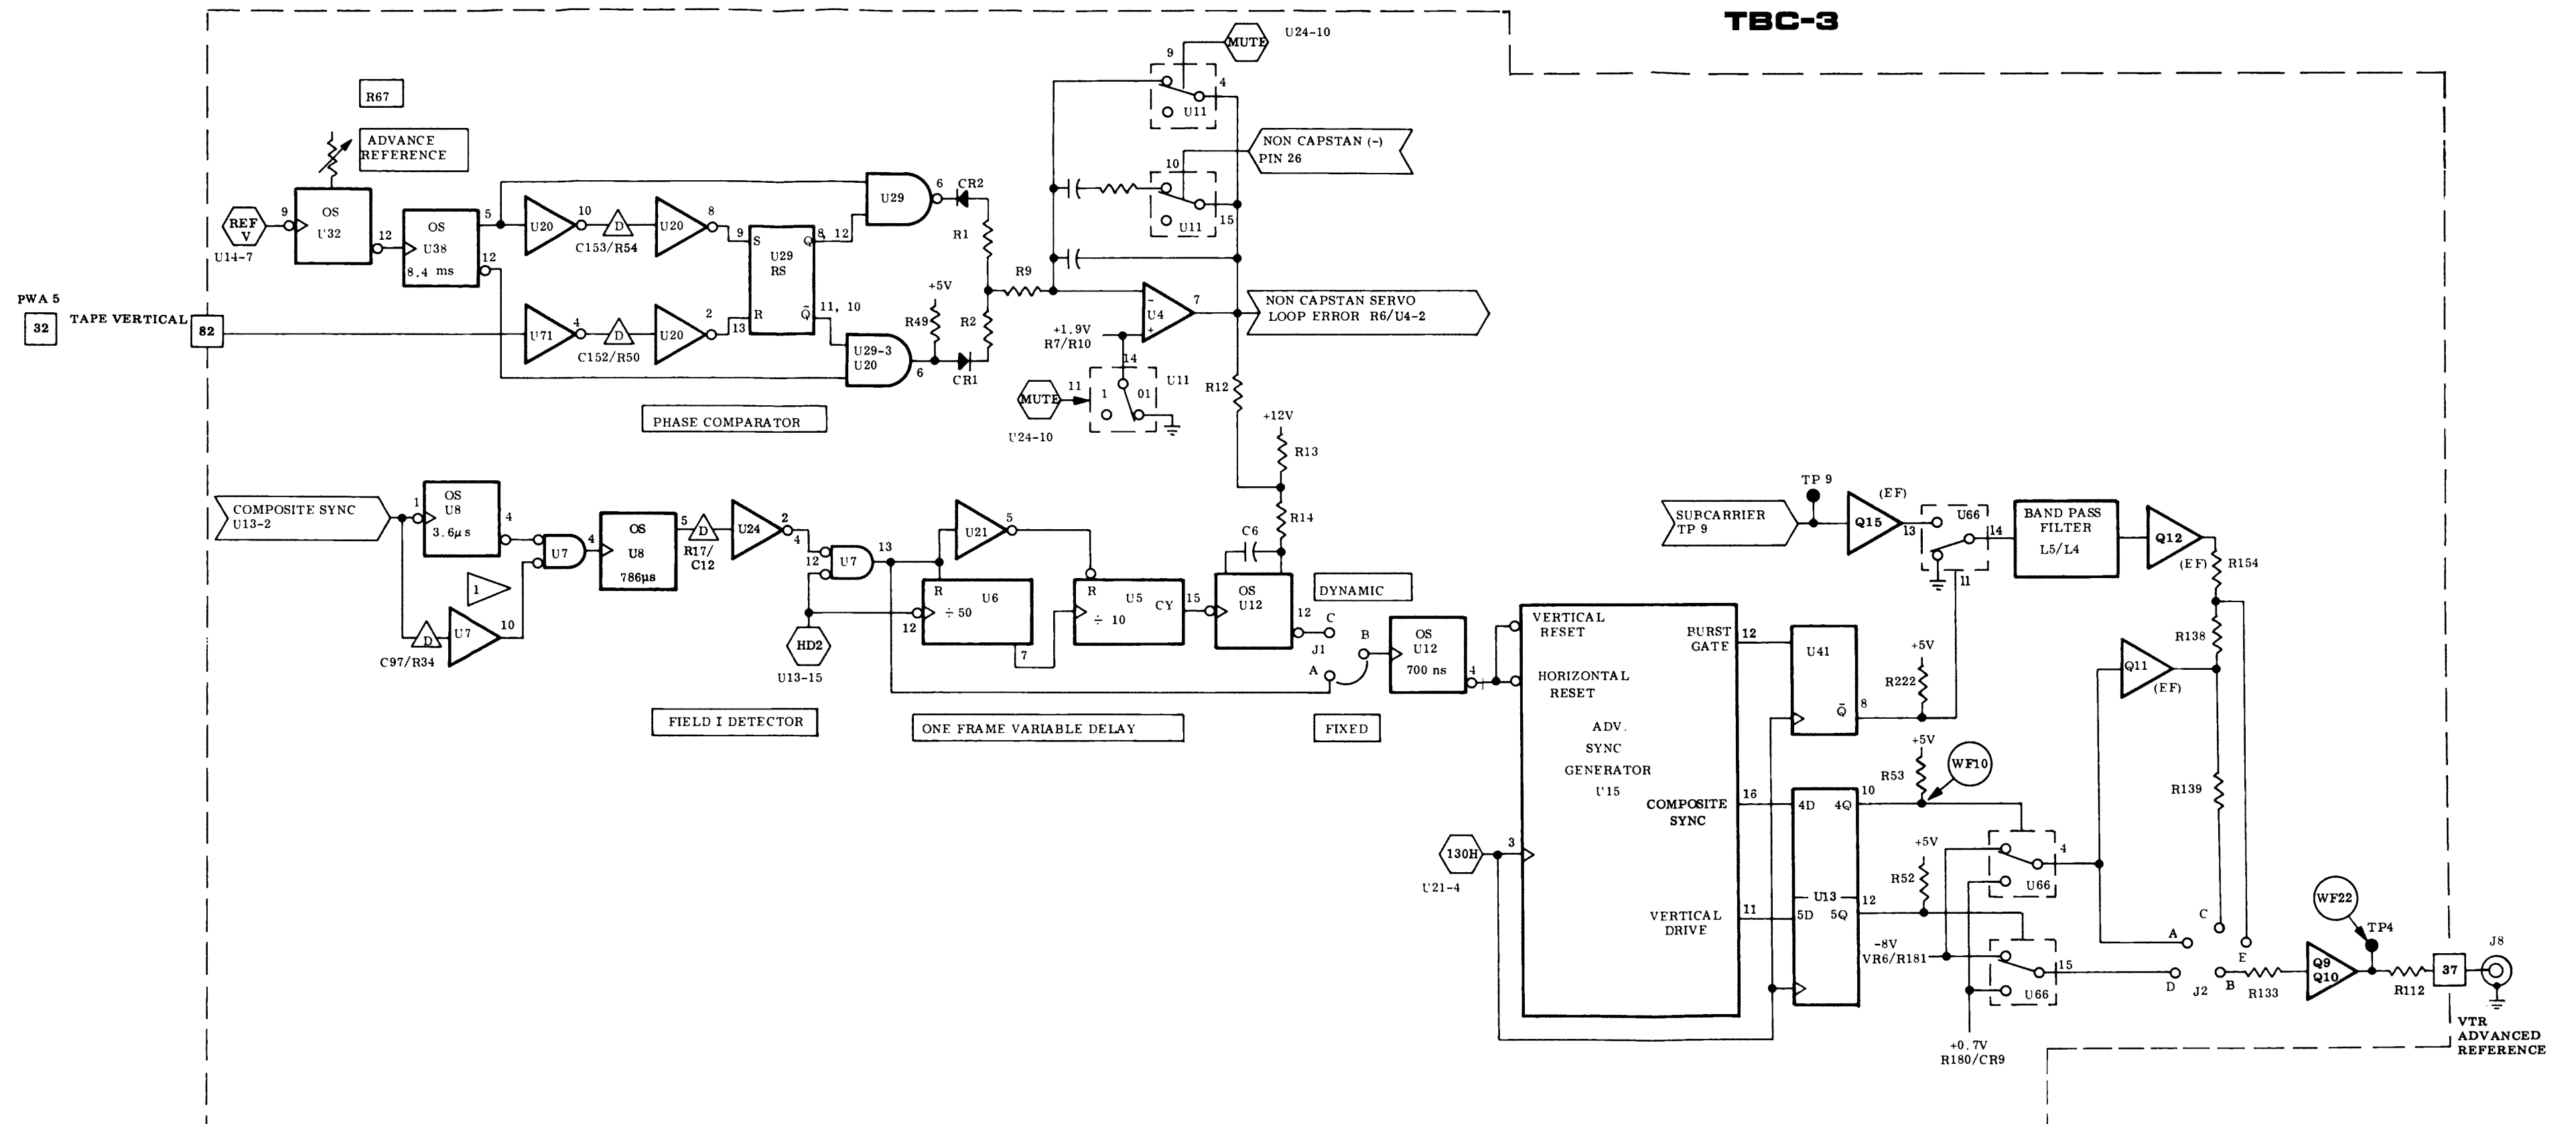 TBC-3
MUTE
U24-10
9
4
U11
R67
ADVANCE
REFERENCE
NON CAPSTAN (-)
PIN 26
10
15
U11
REF
V
U14-7
9
OS
U32
12
OS
U38
8.4 ms
5
12
U20
10
D
C153/R54
U20
8
9
S
Q
8, 12
U29
RS
R
Q̄
11, 10
13
U29
6
CR2
R1
R9
+5V
R49
R2
CR1
PWA 5
32
TAPE VERTICAL
82
U71
4
D
C152/R50
U20
2
U29-3
U20
6
-
U4
+
7
NON CAPSTAN SERVO
LOOP ERROR R6/U4-2
+1.9V
R7/R10
14
MUTE
11
1
01
U11
U24-10
R12
+12V
R13
R14
C6
PHASE COMPARATOR
COMPOSITE SYNC
U13-2
1
OS
U8
3.6µs
4
1
D
C97/R34
U7
10
U7
4
OS
U8
786µs
5
D
R17/
C12
U24
2
4
12
U7
13
HD2
U13-15
U21
5
R
U6
÷ 50
12
7
R
U5
CY
÷ 10
15
OS
U12
12
C
J1
B
A
DYNAMIC
FIXED
OS
U12
700 ns
4
FIELD I DETECTOR
ONE FRAME VARIABLE DELAY
VERTICAL
RESET
HORIZONTAL
RESET
BURST
GATE
12
ADV.
SYNC
GENERATOR
U15
COMPOSITE
SYNC
16
VERTICAL
DRIVE
11
130H
U21-4
3
U41
Q̄
8
+5V
R222
+5V
R53
WF10
4D
4Q
10
U13
5D
5Q
12
+5V
R52
-8V
VR6/R181
U66
4
U66
15
+0.7V
R180/CR9
SUBCARRIER
TP 9
TP 9
Q15
(EF)
13
U66
14
11
BAND PASS
FILTER
L5/L4
Q12
(EF)
R154
R138
Q11
(EF)
R139
A
C
E
D
J2
B
R133
Q9
Q10
WF22
TP4
R112
37
J8
VTR
ADVANCED
REFERENCE